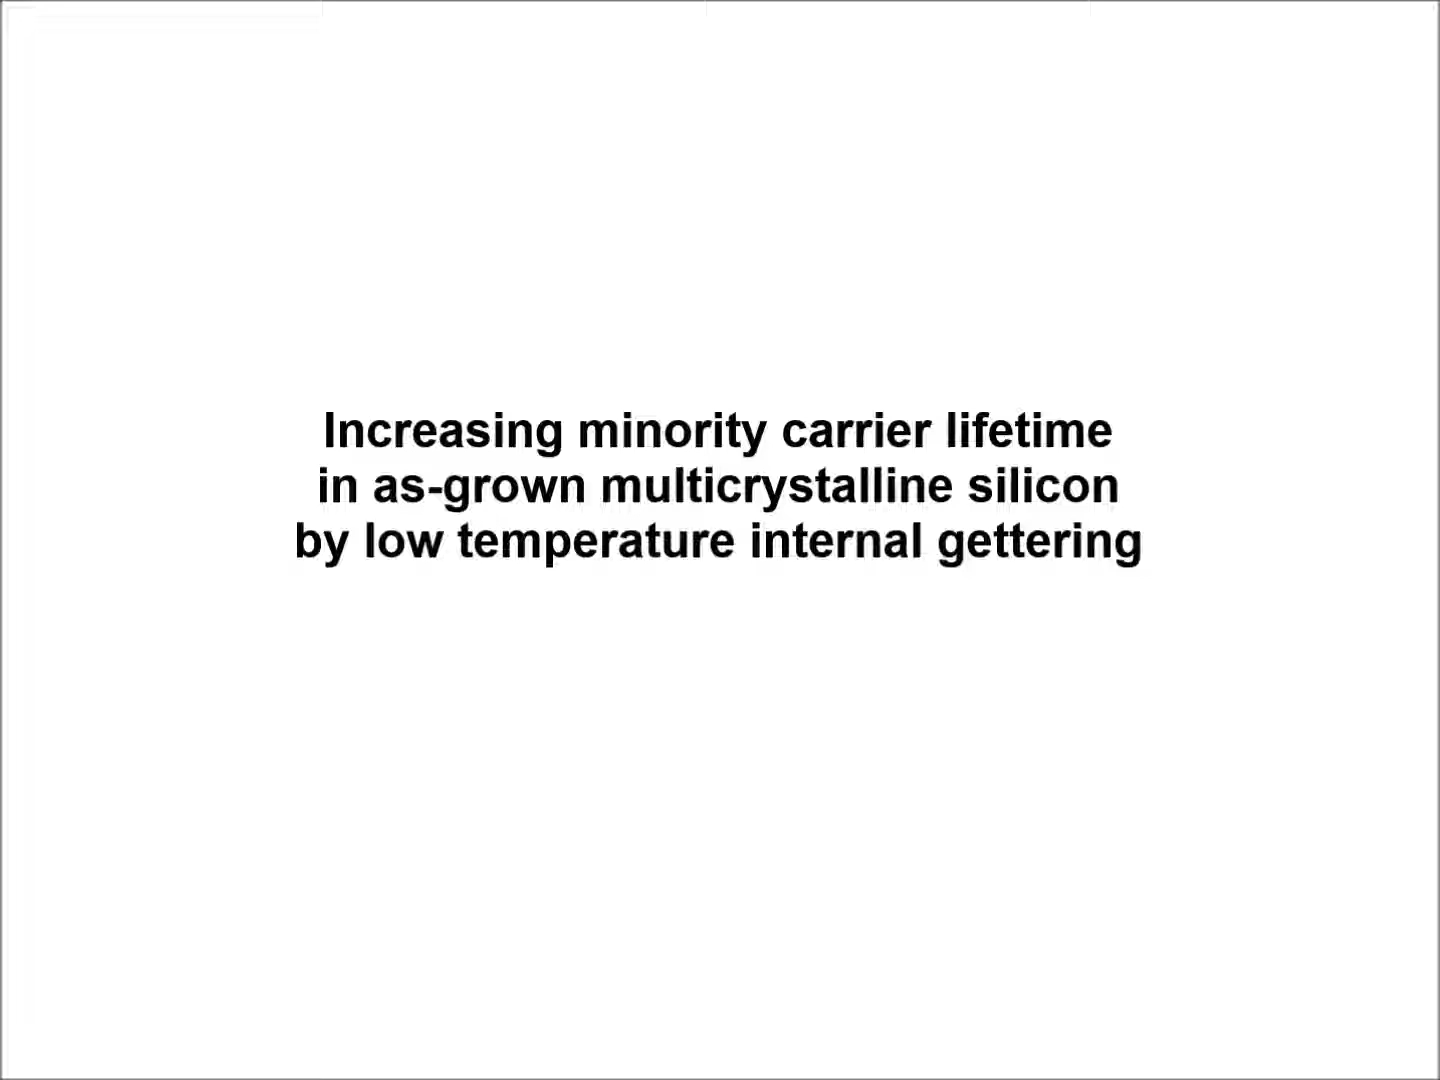 Increasing minority carrier lifetime
in as-grown multicrystalline silicon
by low temperature internal gettering